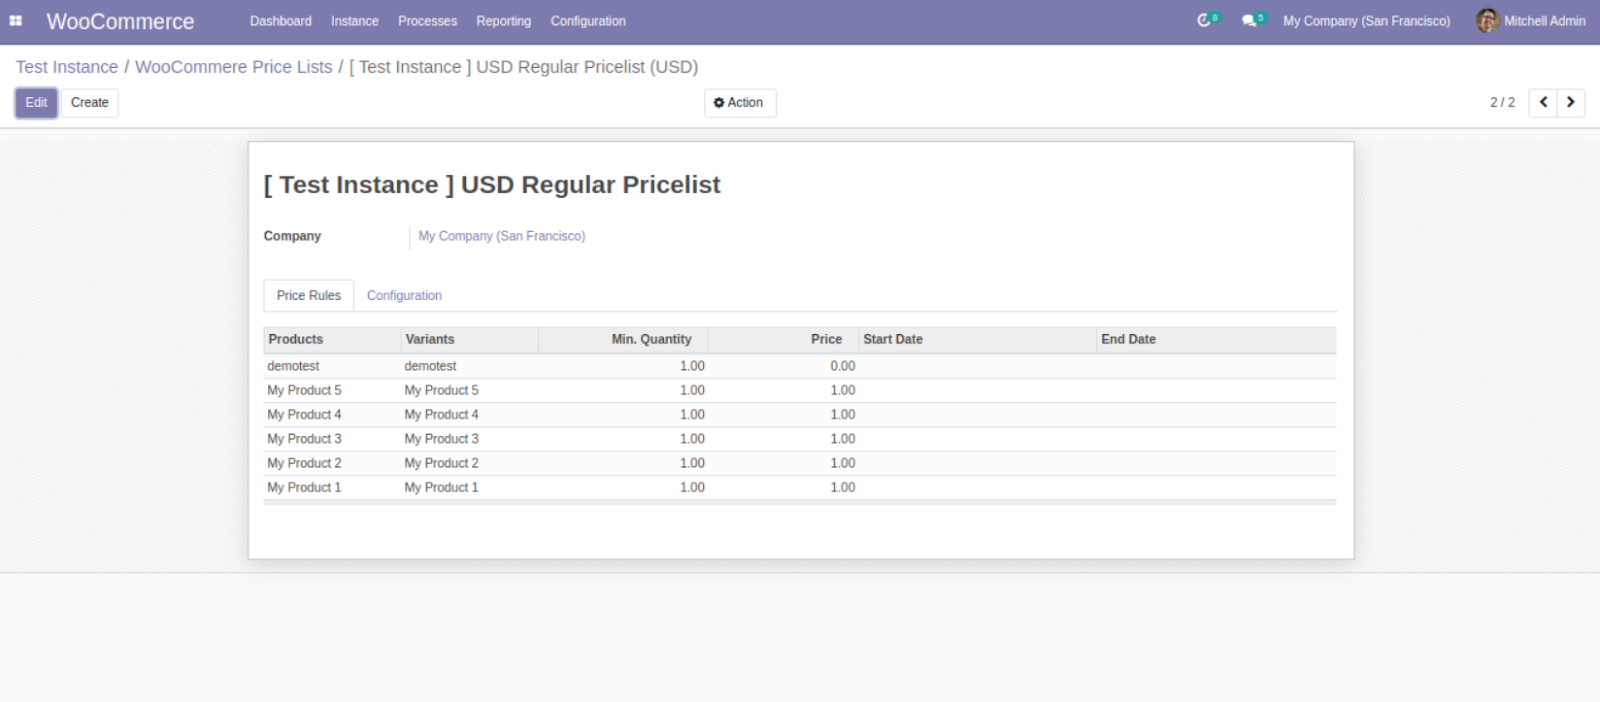 WooCommerce Dashboard Instance Processes Reporting Configuration 8 5 My Company (San Francisco) Mitchell Admin
Test Instance / WooCommere Price Lists / [ Test Instance ] USD Regular Pricelist (USD)
Edit Create Action 2 / 2
[ Test Instance ] USD Regular Pricelist
Company My Company (San Francisco)
Price Rules Configuration
Products Variants Min. Quantity Price Start Date End Date
demotest demotest 1.00 0.00
My Product 5 My Product 5 1.00 1.00
My Product 4 My Product 4 1.00 1.00
My Product 3 My Product 3 1.00 1.00
My Product 2 My Product 2 1.00 1.00
My Product 1 My Product 1 1.00 1.00